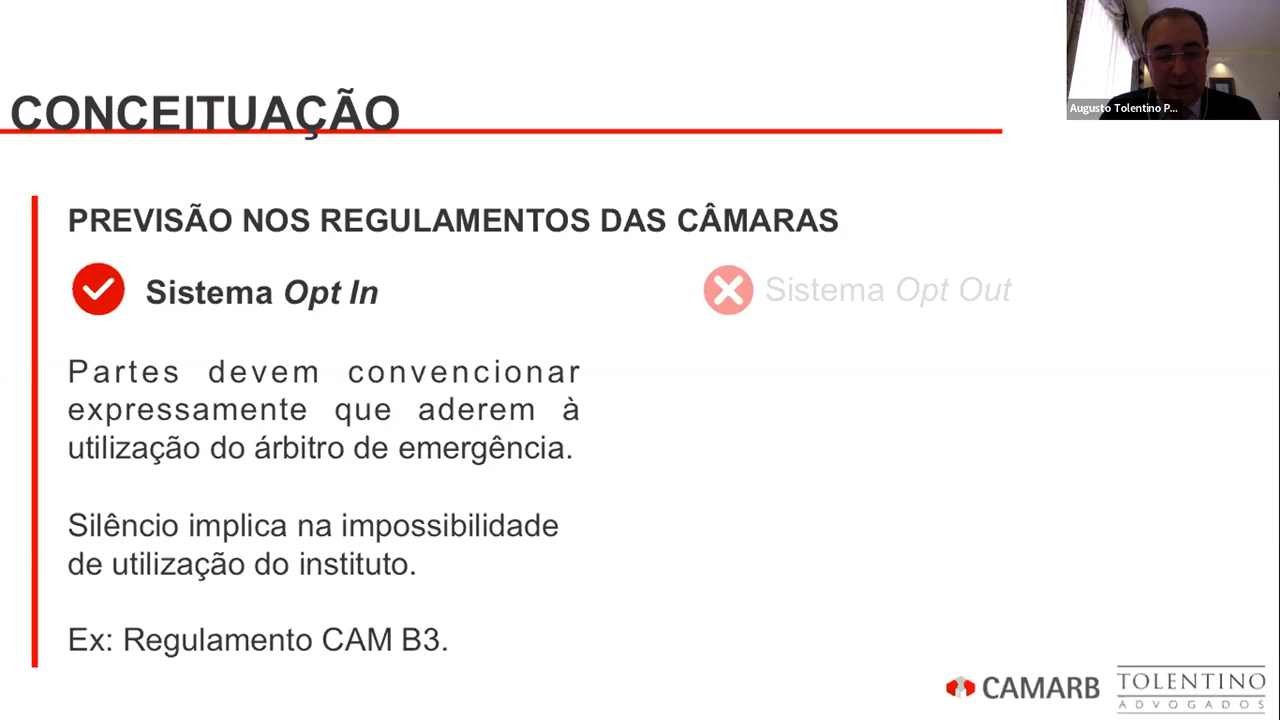 CONCEITUAÇÃO
Augusto Tolentino P...
PREVISÃO NOS REGULAMENTOS DAS CÂMARAS
Sistema Opt In
Sistema Opt Out
Partes devem convencionar
expressamente que aderem à
utilização do árbitro de emergência.
Silêncio implica na impossibilidade
de utilização do instituto.
Ex: Regulamento CAM B3.
CAMARB
TOLENTINO
ADVOGADOS